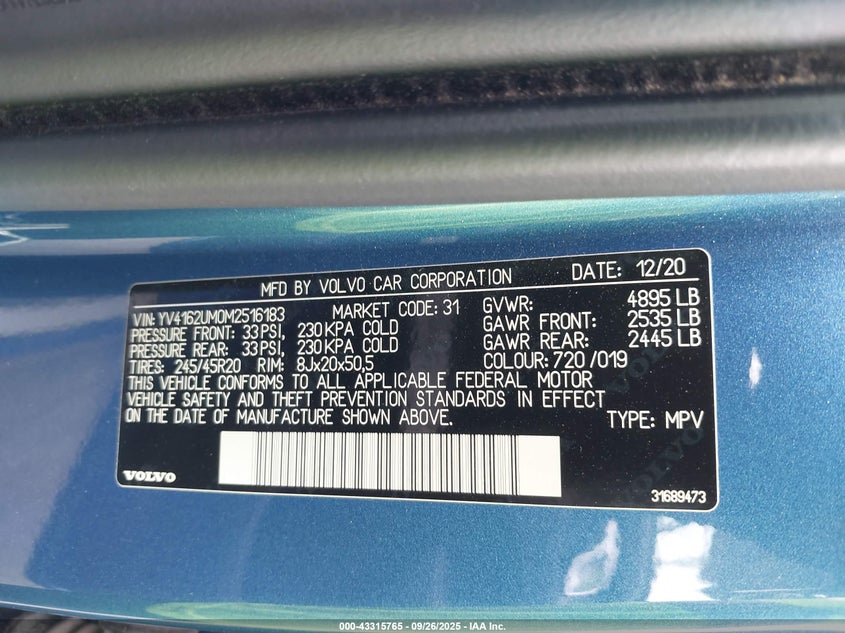 MFD BY VOLVO CAR CORPORATION DATE: 12/20
VIN: YV4162UM0M2516183 MARKET CODE: 31 GVWR: 4895 LB
PRESSURE FRONT: 33 PSI, 230 KPA COLD GAWR FRONT: 2535 LB
PRESSURE REAR: 33 PSI, 230 KPA COLD GAWR REAR: 2445 LB
TIRES: 245/45R20 RIM: 8Jx20x50,5 COLOUR: 720 /019
THIS VEHICLE CONFORMS TO ALL APPLICABLE FEDERAL MOTOR
VEHICLE SAFETY AND THEFT PREVENTION STANDARDS IN EFFECT
ON THE DATE OF MANUFACTURE SHOWN ABOVE. TYPE: MPV
VOLVO 31689473
000-43315765 - 09/26/2025 - IAA Inc.